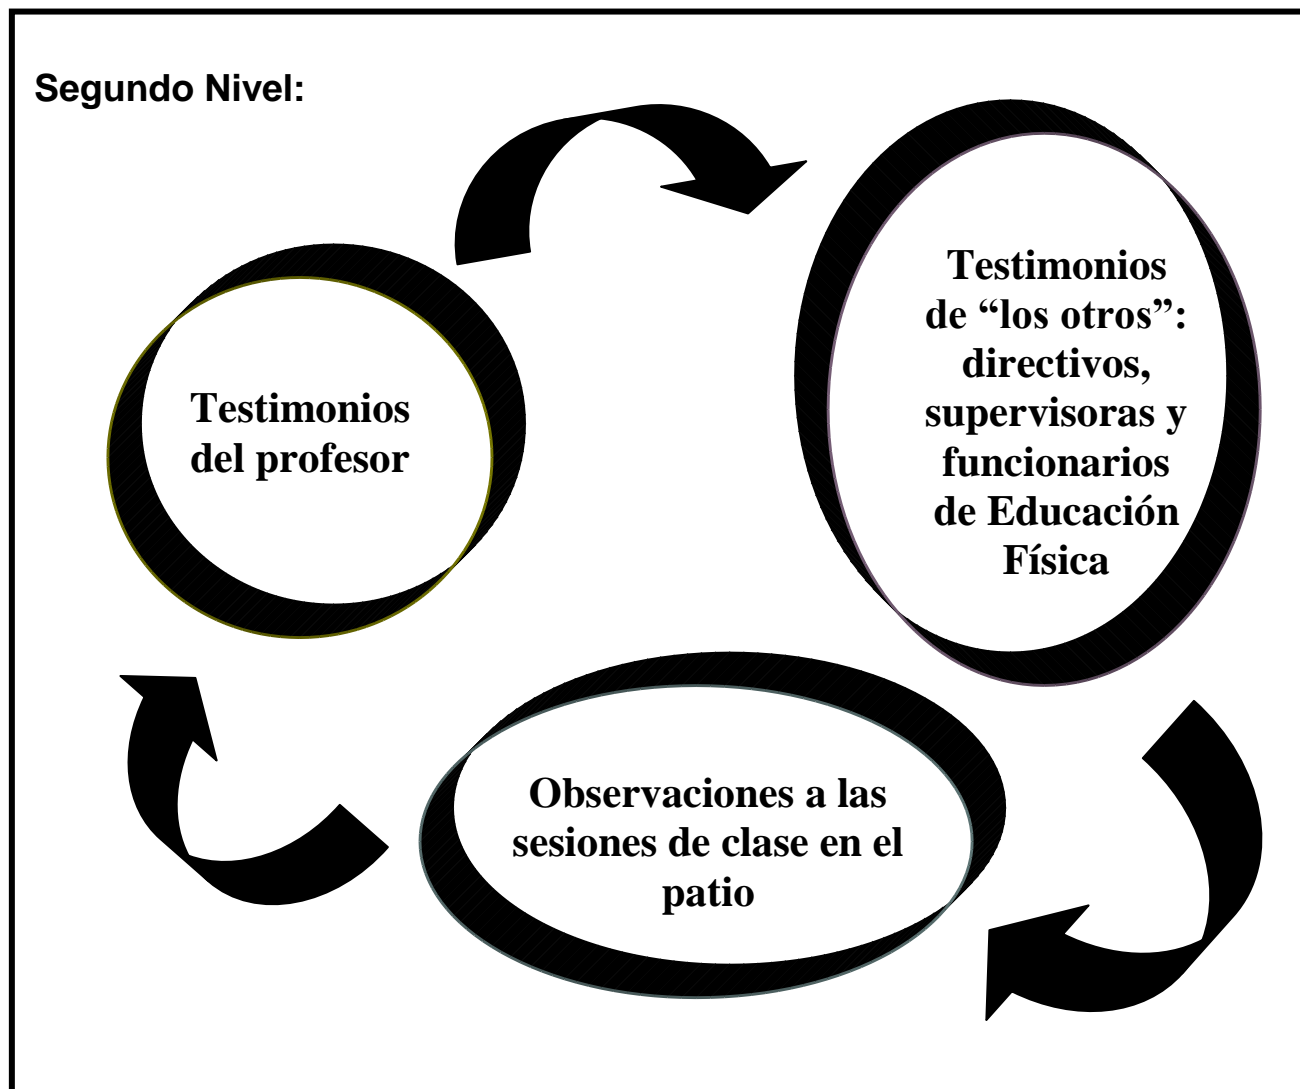 Segundo Nivel:
Testimonios
del profesor
Testimonios
de “los otros”:
directivos,
supervisoras y
funcionarios
de Educación
Física
Observaciones a las
sesiones de clase en el
patio